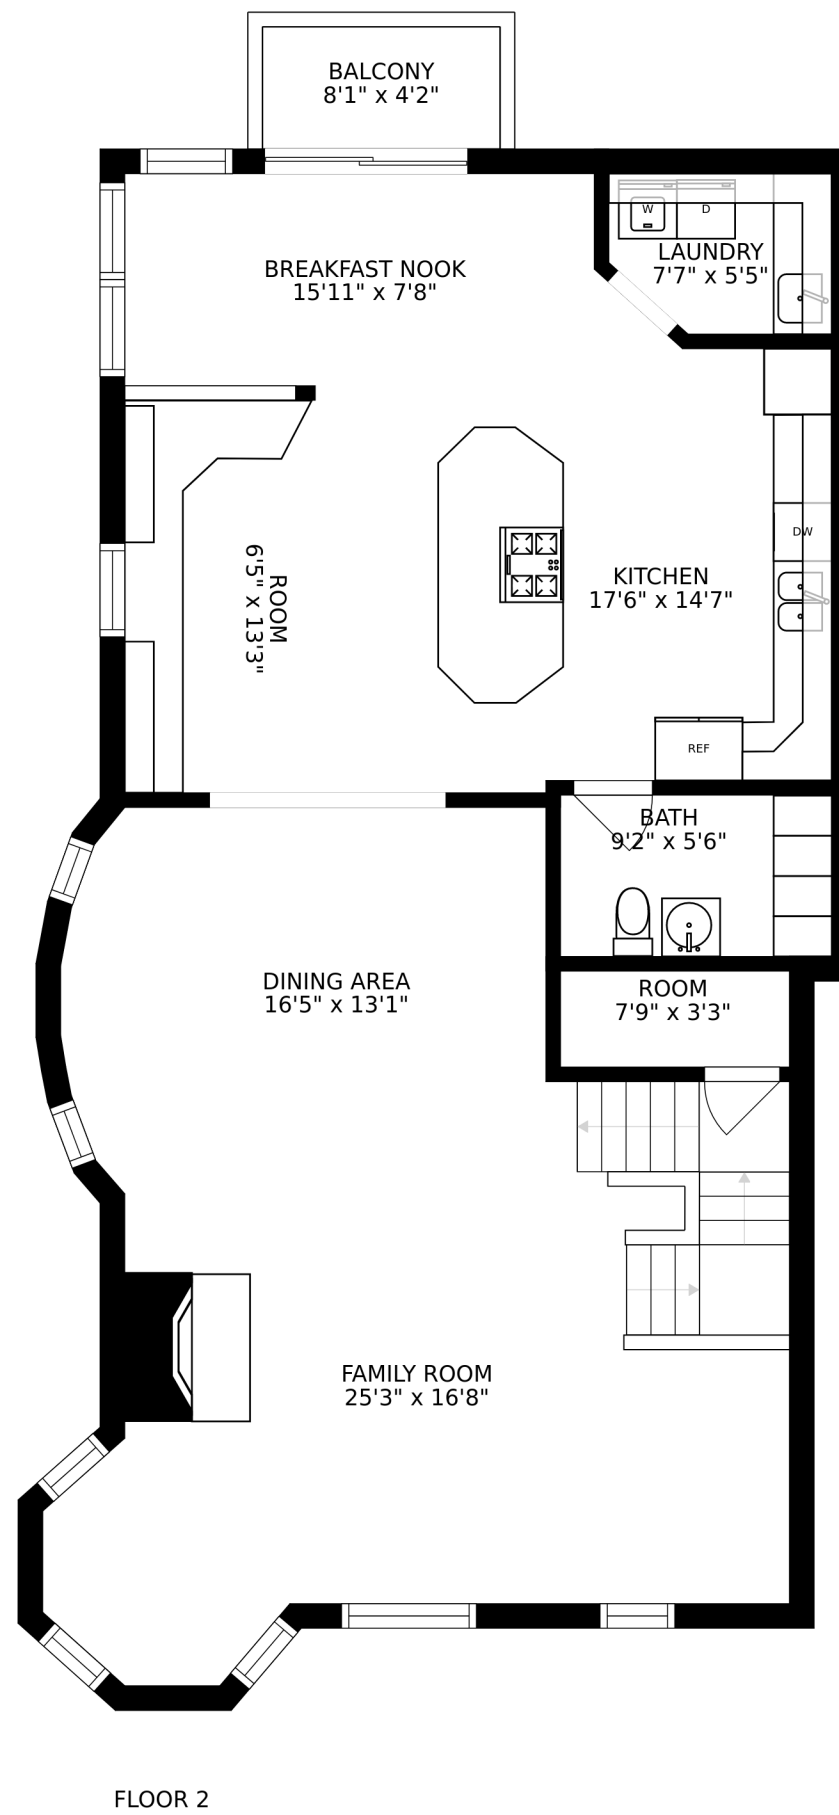 BALCONY
8'1" x 4'2"
W
D
LAUNDRY
7'7" x 5'5"
BREAKFAST NOOK
15'11" x 7'8"
DW
ROOM
6'5" x 13'3"
KITCHEN
17'6" x 14'7"
REF
BATH
9'2" x 5'6"
DINING AREA
16'5" x 13'1"
ROOM
7'9" x 3'3"
FAMILY ROOM
25'3" x 16'8"
FLOOR 2